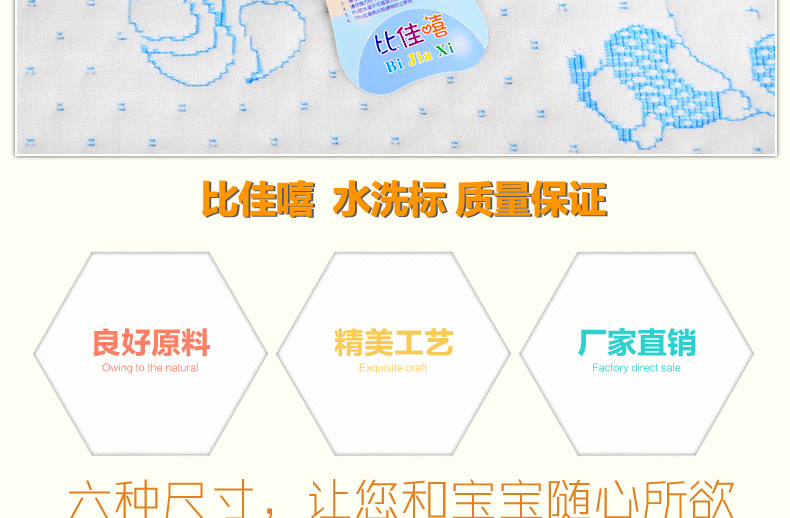 比佳嘻
Bi Jia Xi
比佳嘻 水洗标 质量保证
良好原料
Owing to the natural
精美工艺
Exquisite craft
厂家直销
Factory direct sale
六种尺寸，让您和宝宝随心所欲